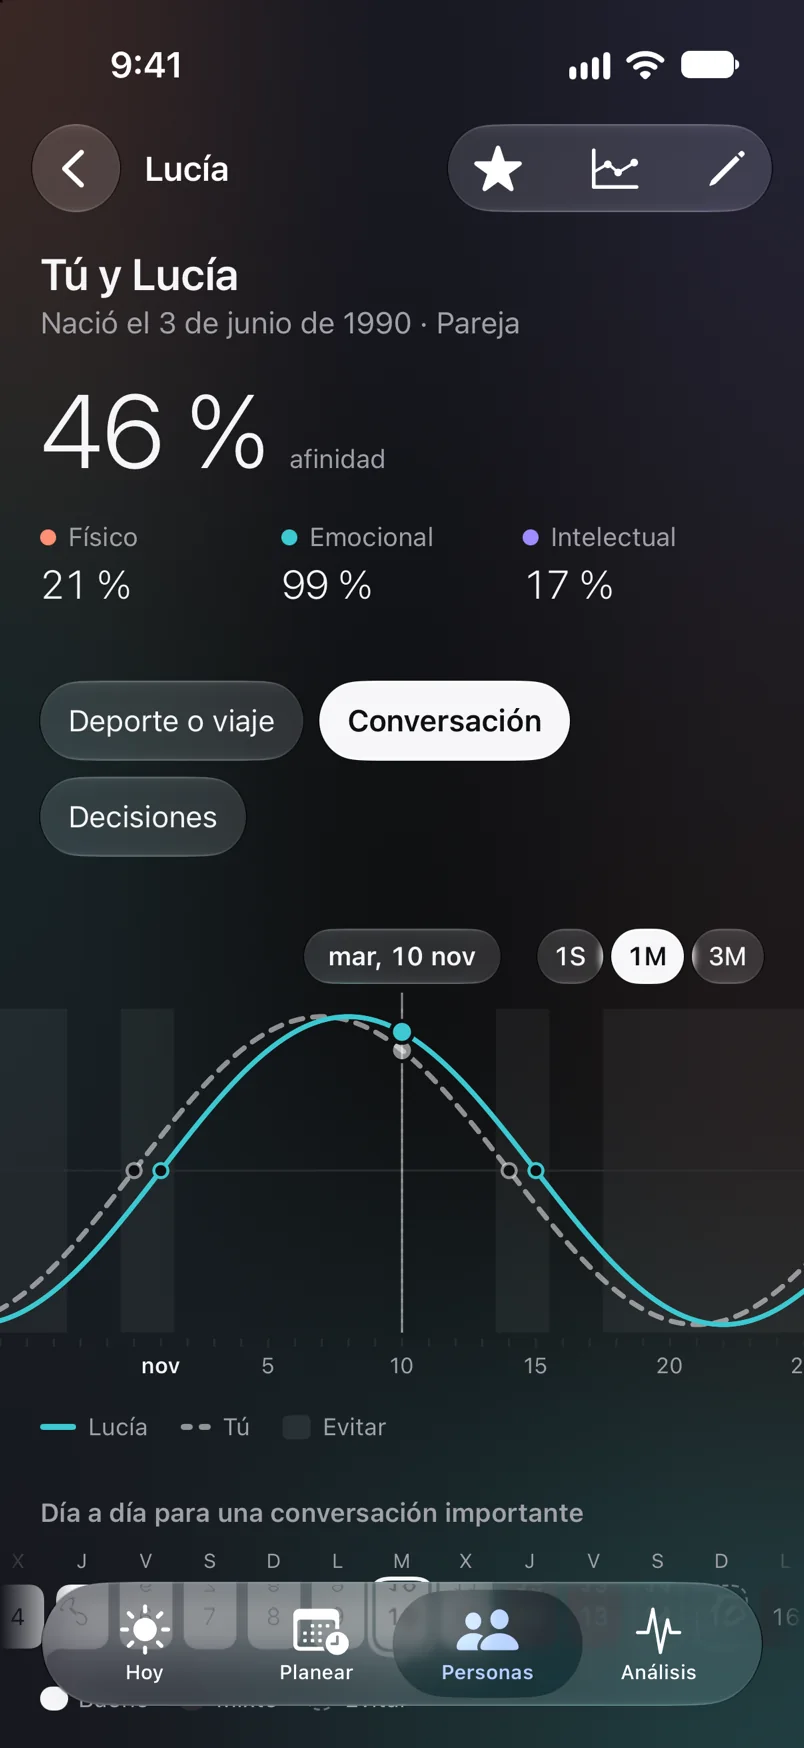 9:41
Lucía
Tú y Lucía
Nació el 3 de junio de 1990 · Pareja
46 % afinidad
Físico Emocional Intelectual
21 % 99 % 17 %
Deporte o viaje Conversación
Decisiones
mar, 10 nov 1S 1M 3M
nov 5 10 15 20
Lucía Tú Evitar
Día a día para una conversación importante
X J V S D L M X J V S D L
4 5 7 8 16
Hoy Planear Personas Análisis